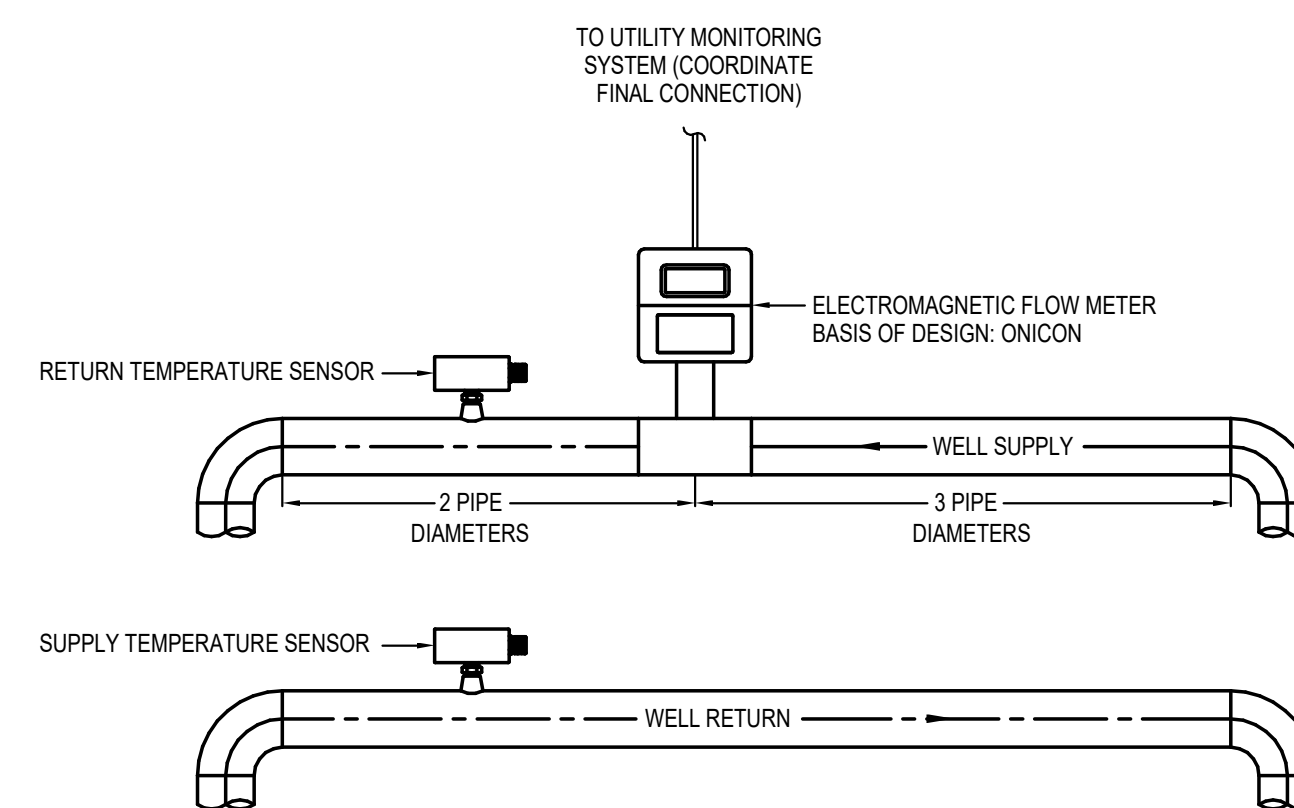 TO UTILITY MONITORING
SYSTEM (COORDINATE
FINAL CONNECTION)
ELECTROMAGNETIC FLOW METER
BASIS OF DESIGN: ONICON
RETURN TEMPERATURE SENSOR
WELL SUPPLY
2 PIPE
DIAMETERS
3 PIPE
DIAMETERS
SUPPLY TEMPERATURE SENSOR
WELL RETURN